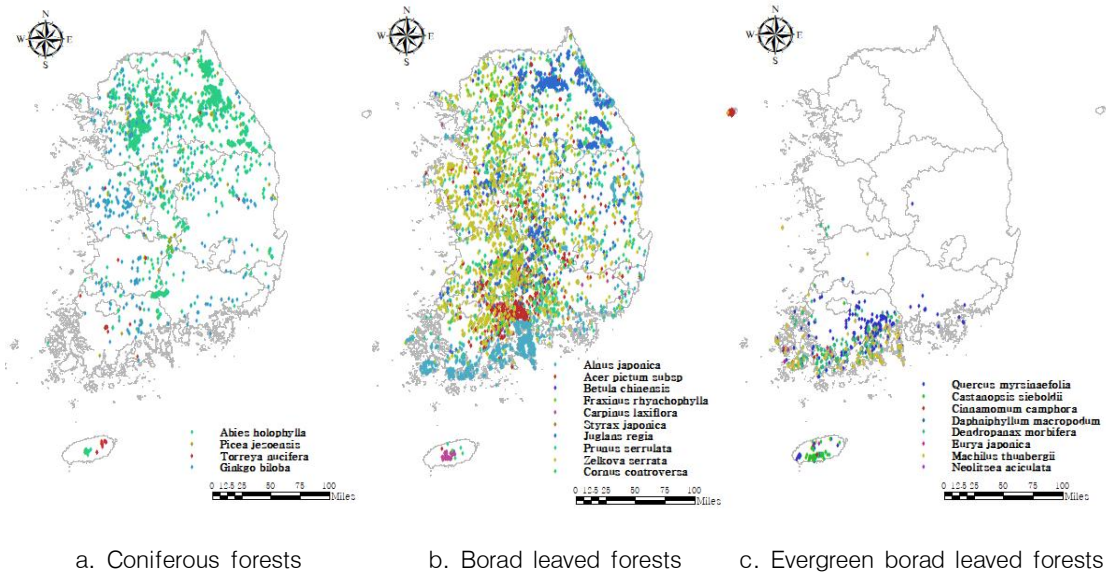 N
W E
S
Abies holophylla
Picea jesoensis
Torreya nucifera
Ginkgo biloba
0 12.5 25 50 75 100
Miles
a. Coniferous forests
N
W E
S
Alnus japonica
Acer pictum subsp
Betula chinensis
Fraxinus rhynchophylla
Carpinus laxiflora
Styrax japonica
Juglans regia
Prunus serrulata
Zelkova serrata
Cornus controversa
0 12.5 25 50 75 100
Miles
b. Borad leaved forests
N
W E
S
Quercus myrsinaefolia
Castanopsis sieboldii
Cinnamomum camphora
Daphniphyllum macropodum
Dendropanax morbifera
Eurya japonica
Machilus thunbergii
Neolitsea aciculata
0 12.5 25 50 75 100
Miles
c. Evergreen borad leaved forests